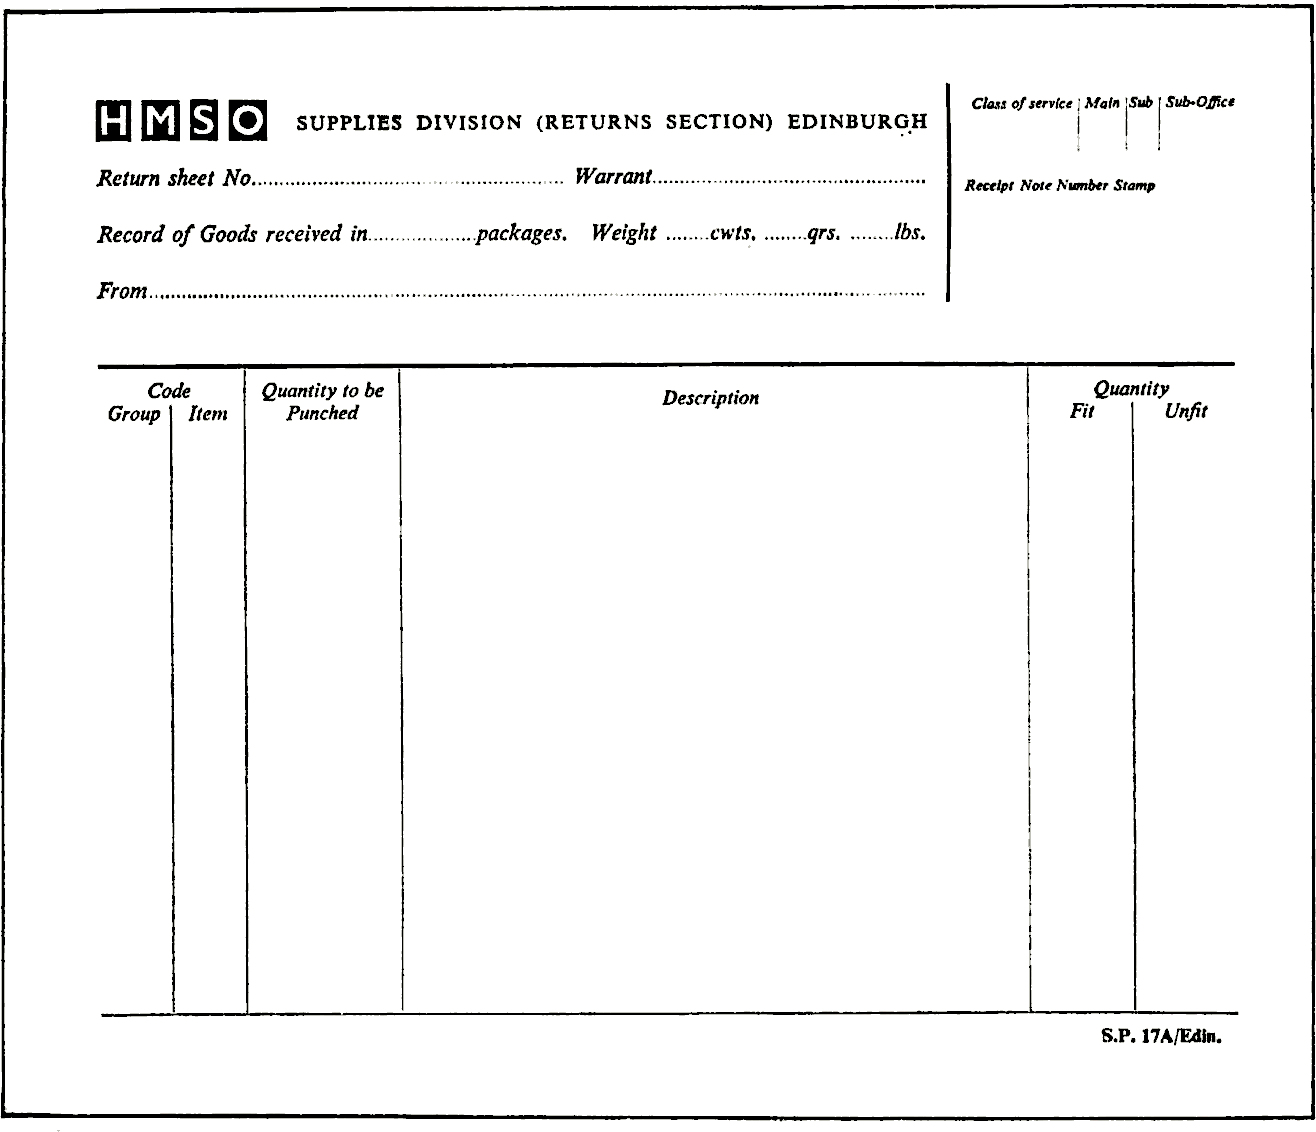 HMSO SUPPLIES DIVISION (RETURNS SECTION) EDINBURGH
Return sheet No.................... Warrant....................
Record of Goods received in..........packages. Weight ........cwts. ........qrs. ........lbs.
From....................
Class of service Main Sub Sub-Office
Receipt Note Number Stamp
Code
Group Item
Quantity to be
Punched
Description
Quantity
Fit Unfit
S.P. 17A/Edin.